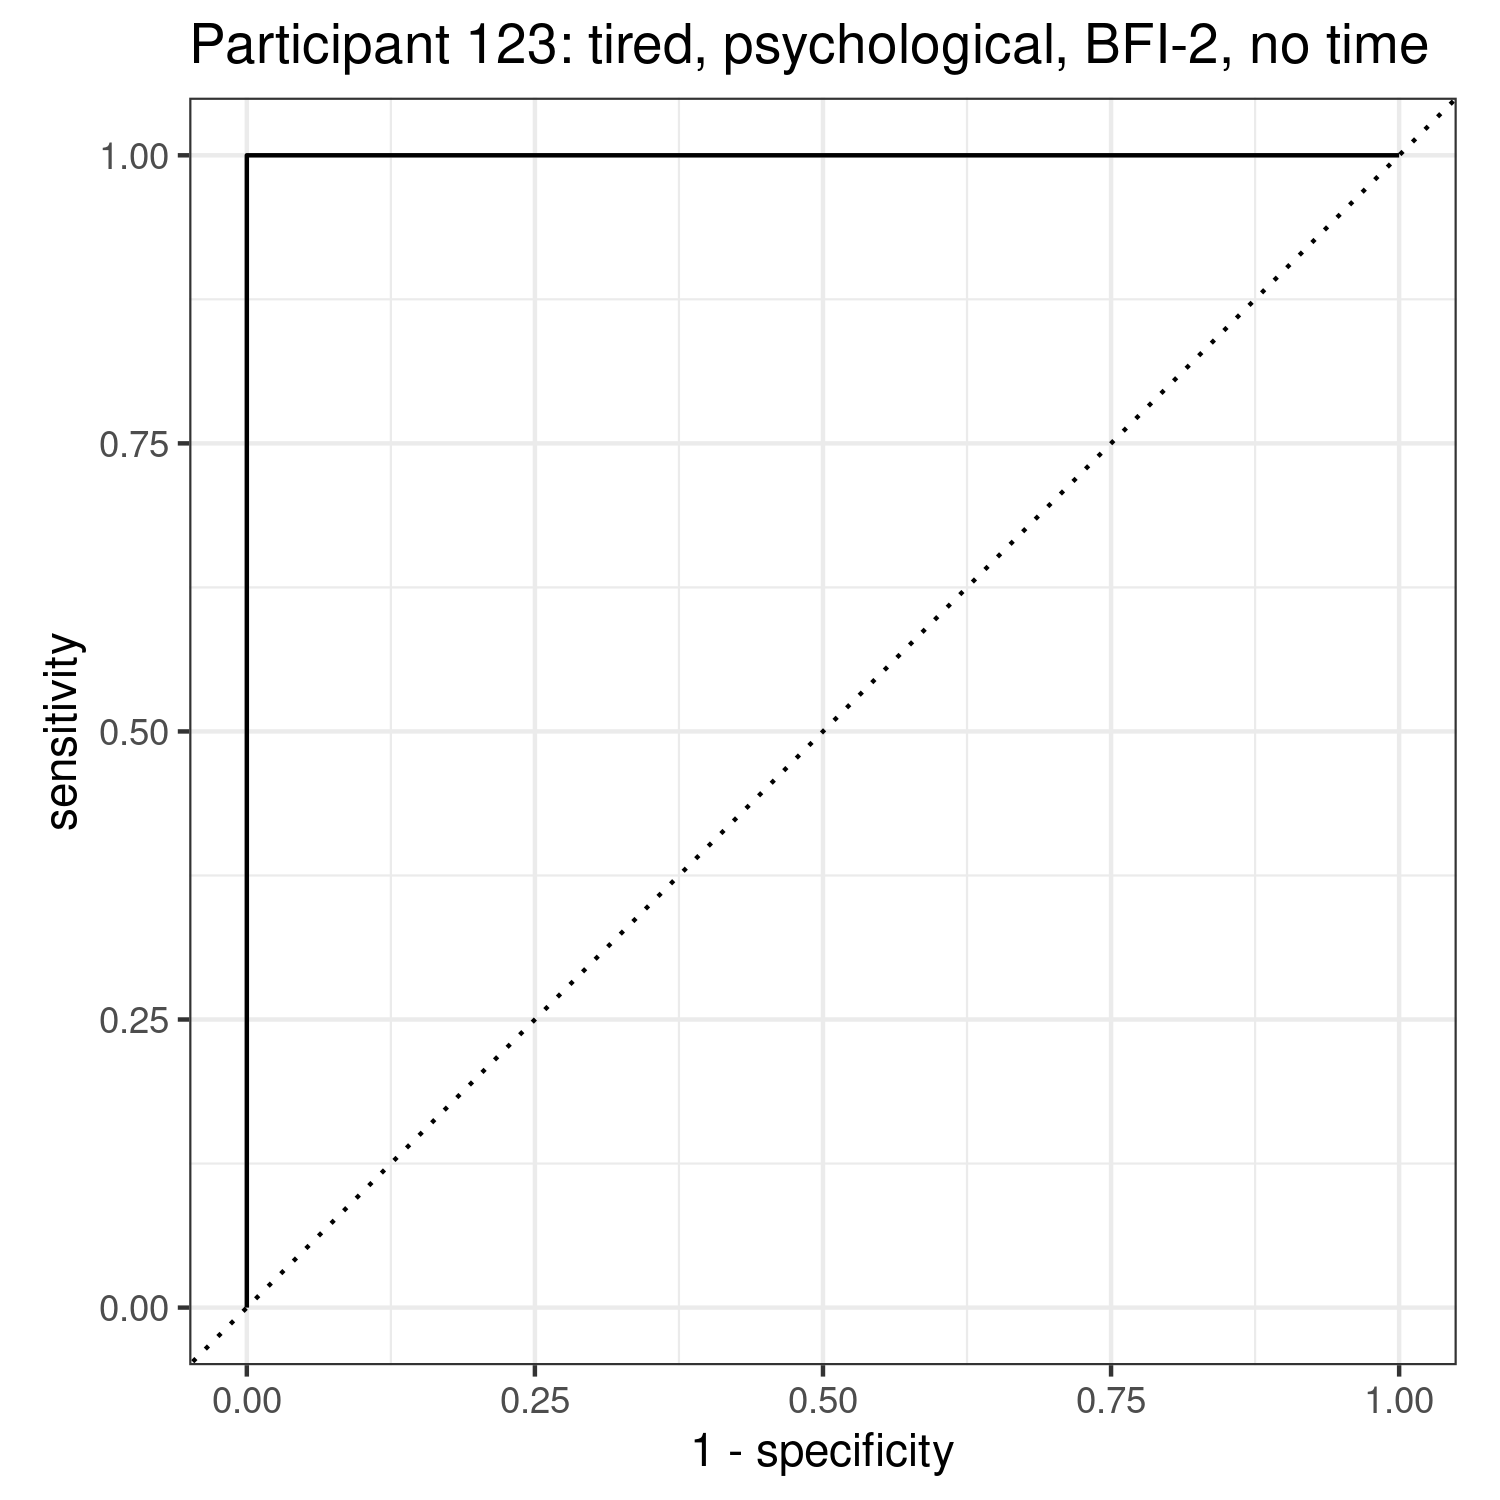 Participant 123: tired, psychological, BFI-2, no time
1.00
0.75
0.50
0.25
0.00
sensitivity
0.00 0.25 0.50 0.75 1.00
1 - specificity